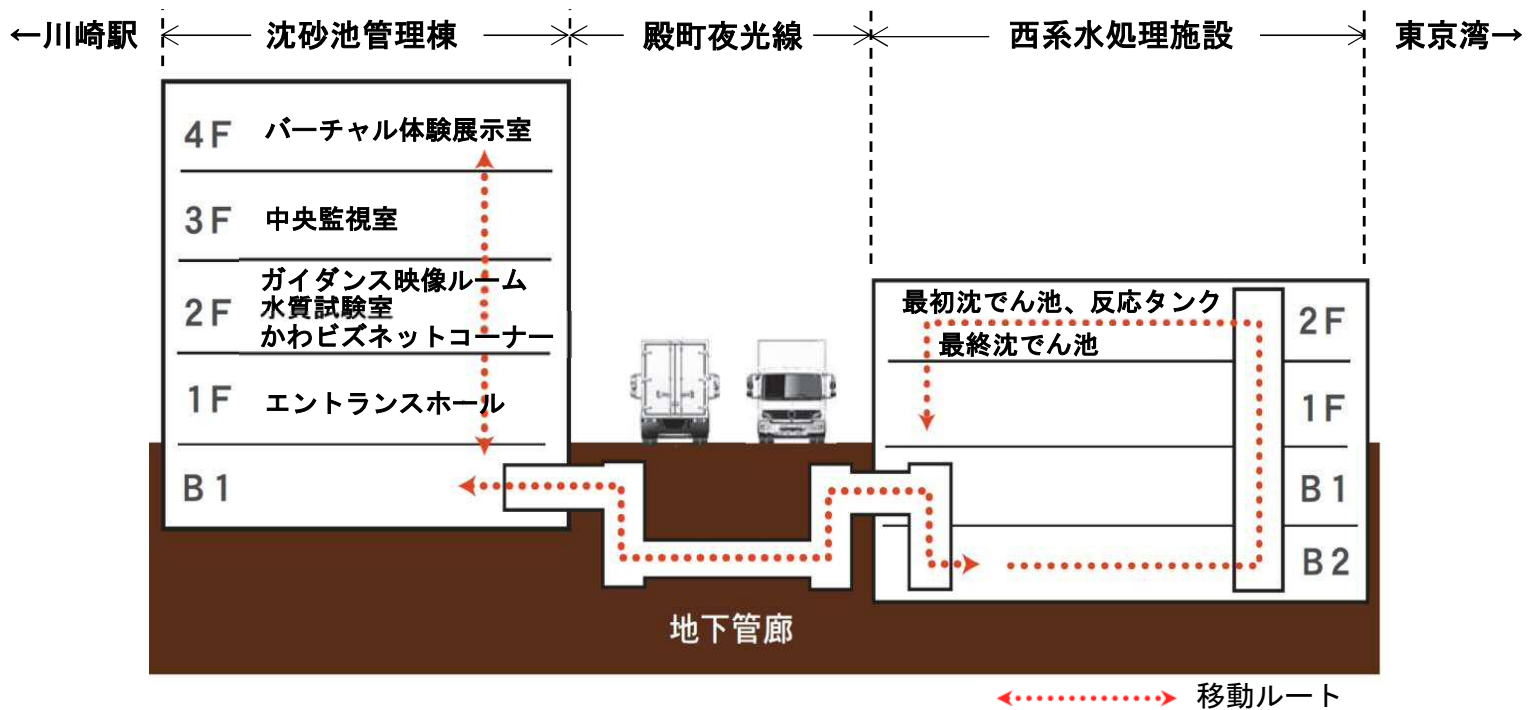 ←川崎駅 沈砂池管理棟 殿町夜光線 西系水処理施設 東京湾→
4F バーチャル体験展示室
3F 中央監視室
2F
ガイダンス映像ルーム
水質試験室
かわビズネットコーナー
1F エントランスホール
B1
最初沈でん池、反応タンク
最終沈でん池
2F
1F
B1
B2
地下管廊
移動ルート